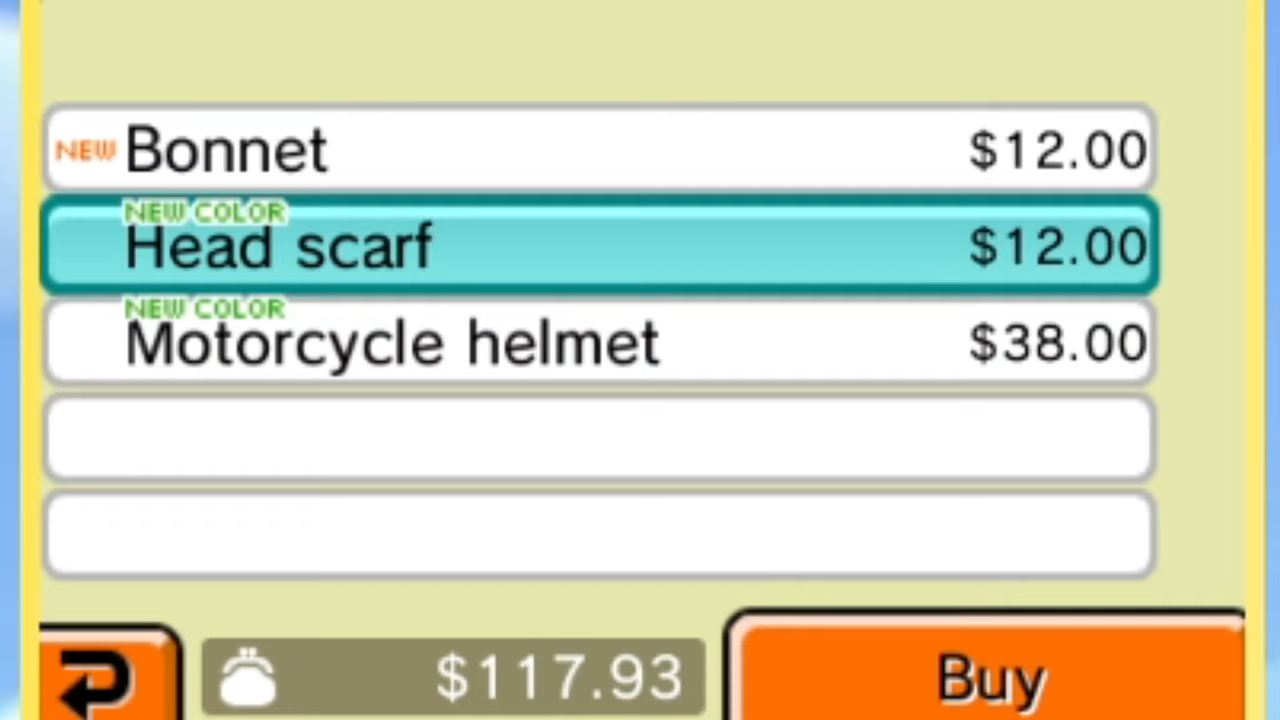 NEW Bonnet $12.00
NEW COLOR
Head scarf $12.00
NEW COLOR
Motorcycle helmet $38.00
$117.93 Buy